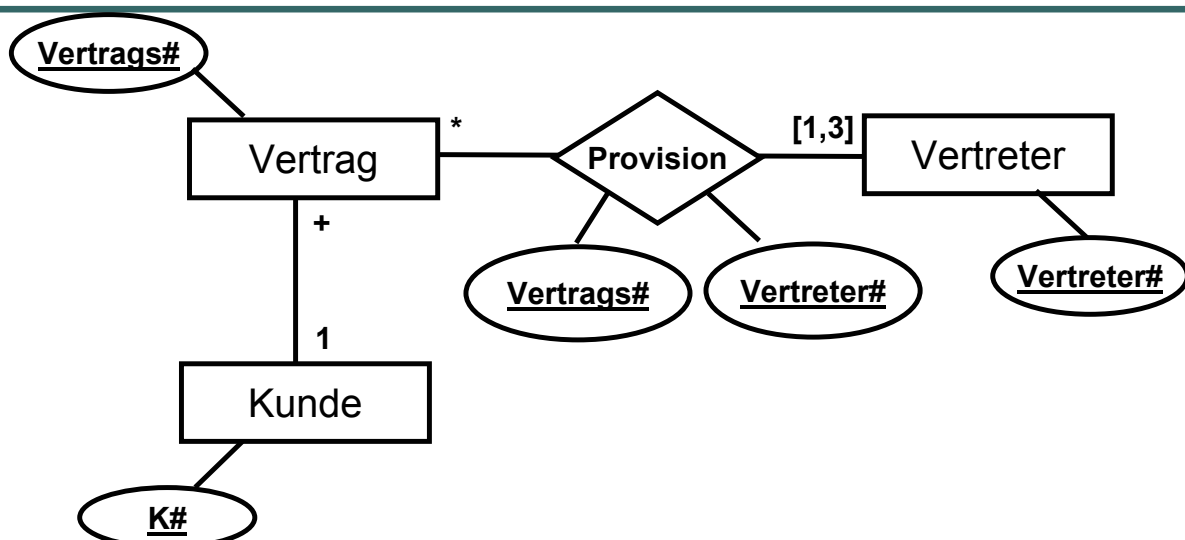 Vertrags#
Vertrag
*
Provision
[1,3]
Vertreter
+
Vertrags#
Vertreter#
Vertreter#
1
Kunde
K#